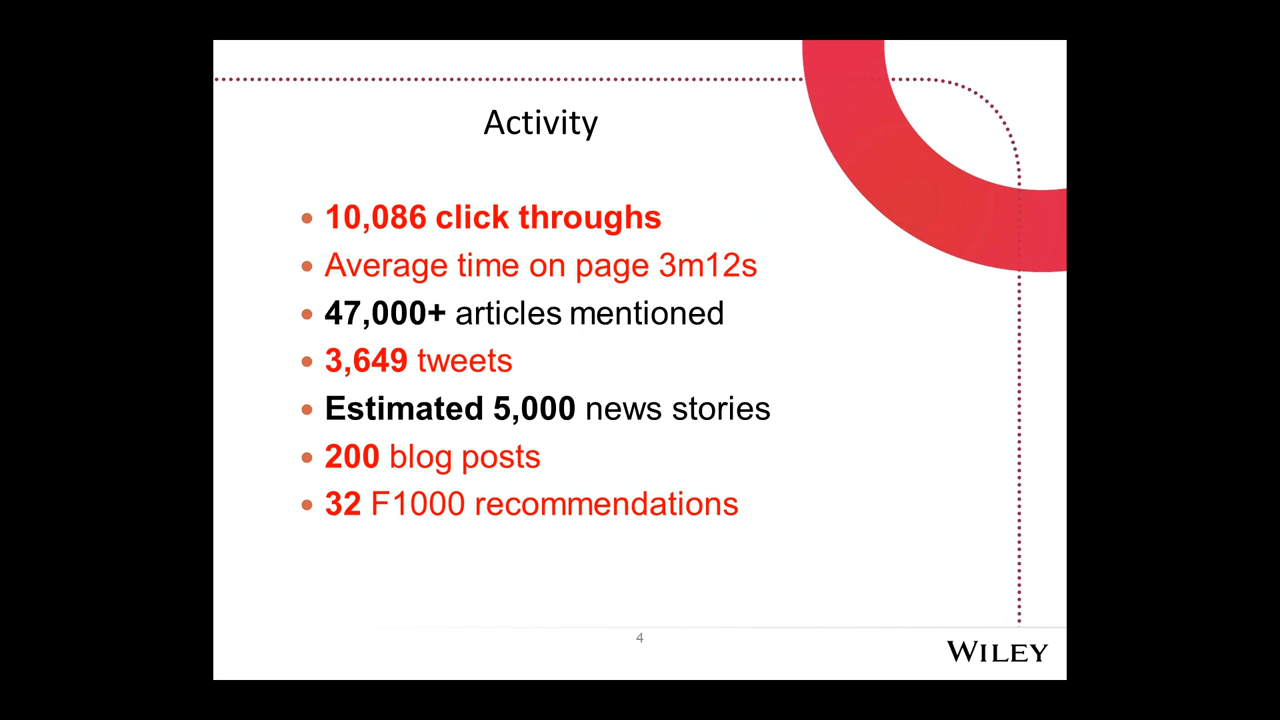 Activity
• 10,086 click throughs
• Average time on page 3m12s
• 47,000+ articles mentioned
• 3,649 tweets
• Estimated 5,000 news stories
• 200 blog posts
• 32 F1000 recommendations
4
WILEY